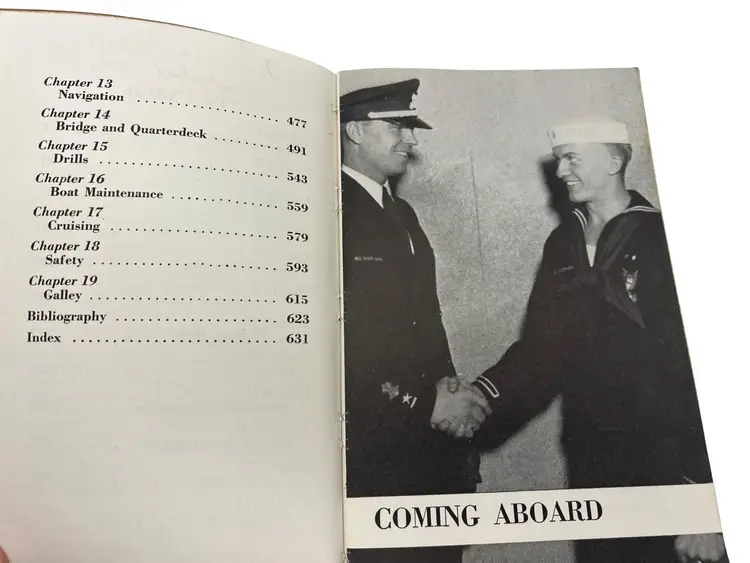 Chapter 13
Navigation .................... 477
Chapter 14
Bridge and Quarterdeck ............ 491
Chapter 15
Drills .......................... 543
Chapter 16
Boat Maintenance ................ 559
Chapter 17
Cruising ........................ 579
Chapter 18
Safety .......................... 593
Chapter 19
Galley .......................... 615
Bibliography ...................... 623
Index ............................ 631
COMING ABOARD